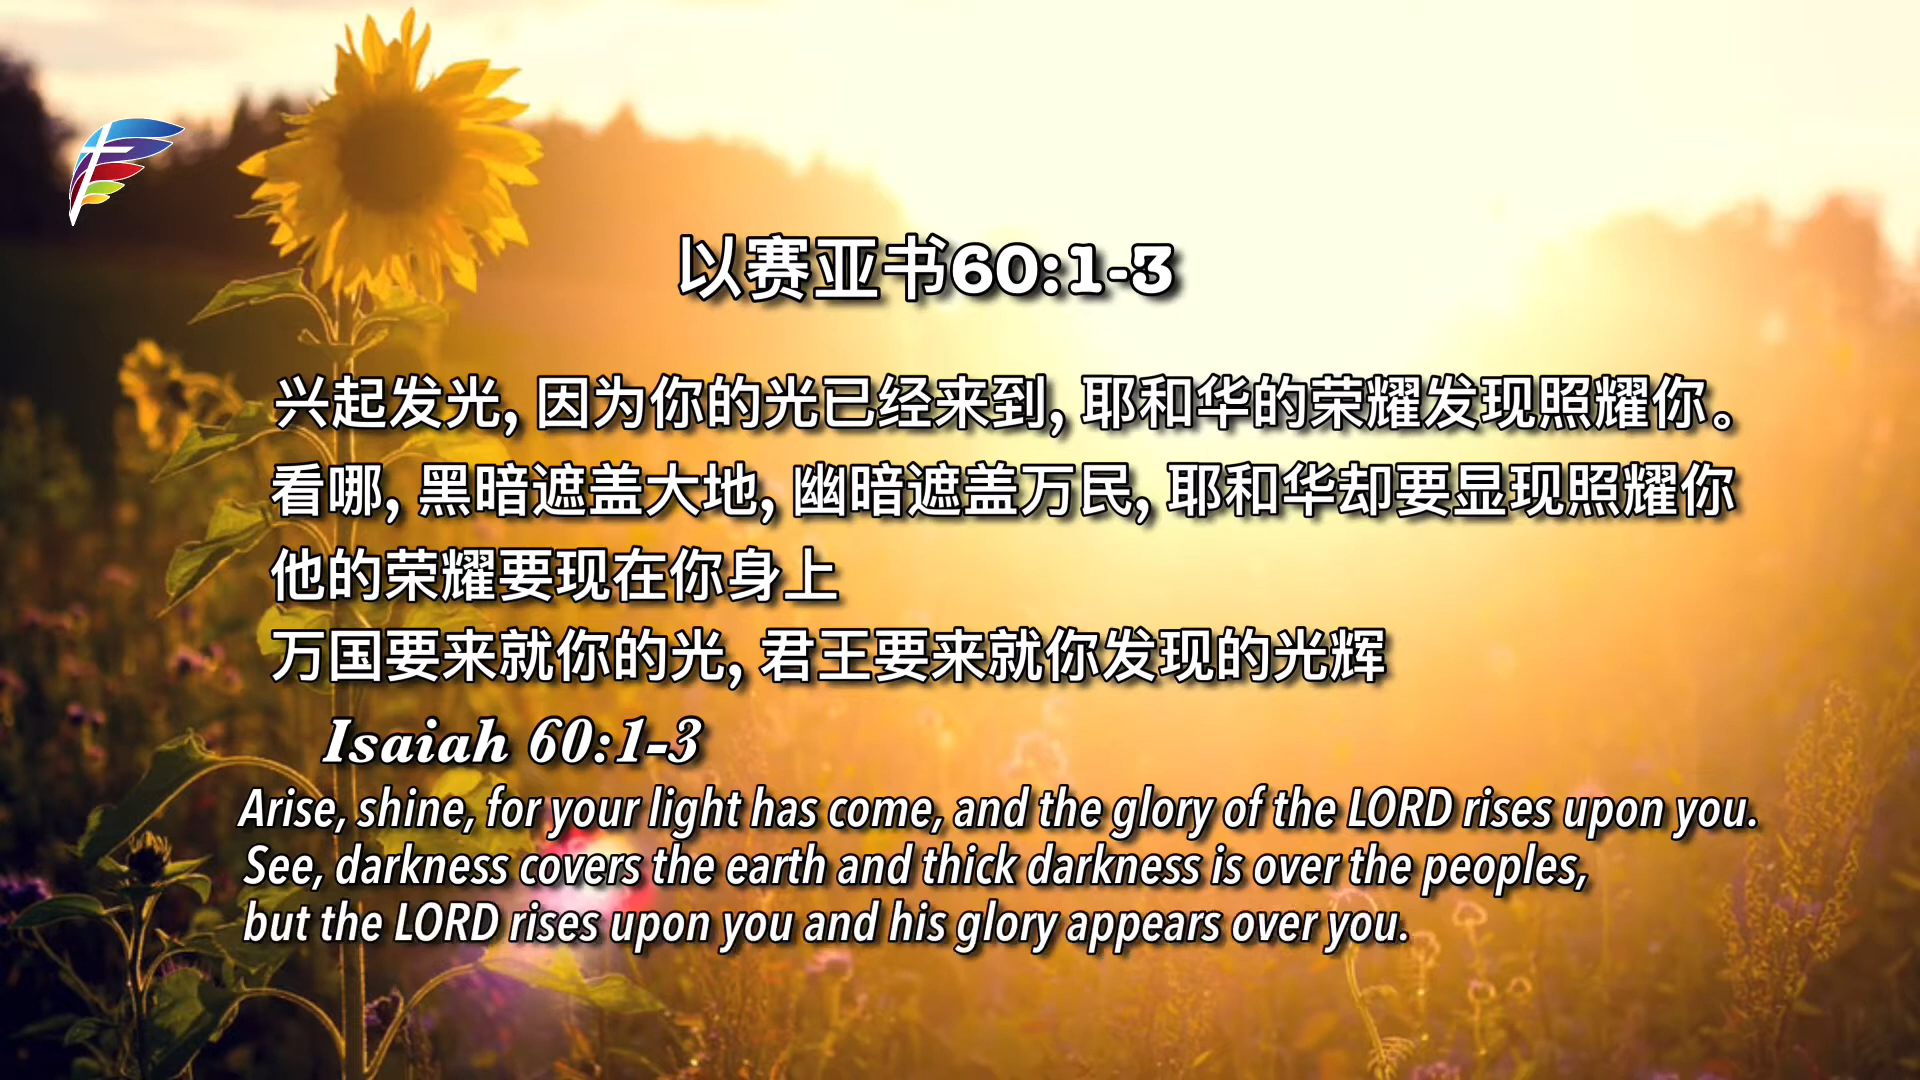 以赛亚书60:1-3
兴起发光, 因为你的光已经来到, 耶和华的荣耀发现照耀你。
看哪, 黑暗遮盖大地, 幽暗遮盖万民, 耶和华却要显现照耀你
他的荣耀要现在你身上
万国要来就你的光, 君王要来就你发现的光辉
Isaiah 60:1-3
Arise, shine, for your light has come, and the glory of the LORD rises upon you.
See, darkness covers the earth and thick darkness is over the peoples,
but the LORD rises upon you and his glory appears over you.